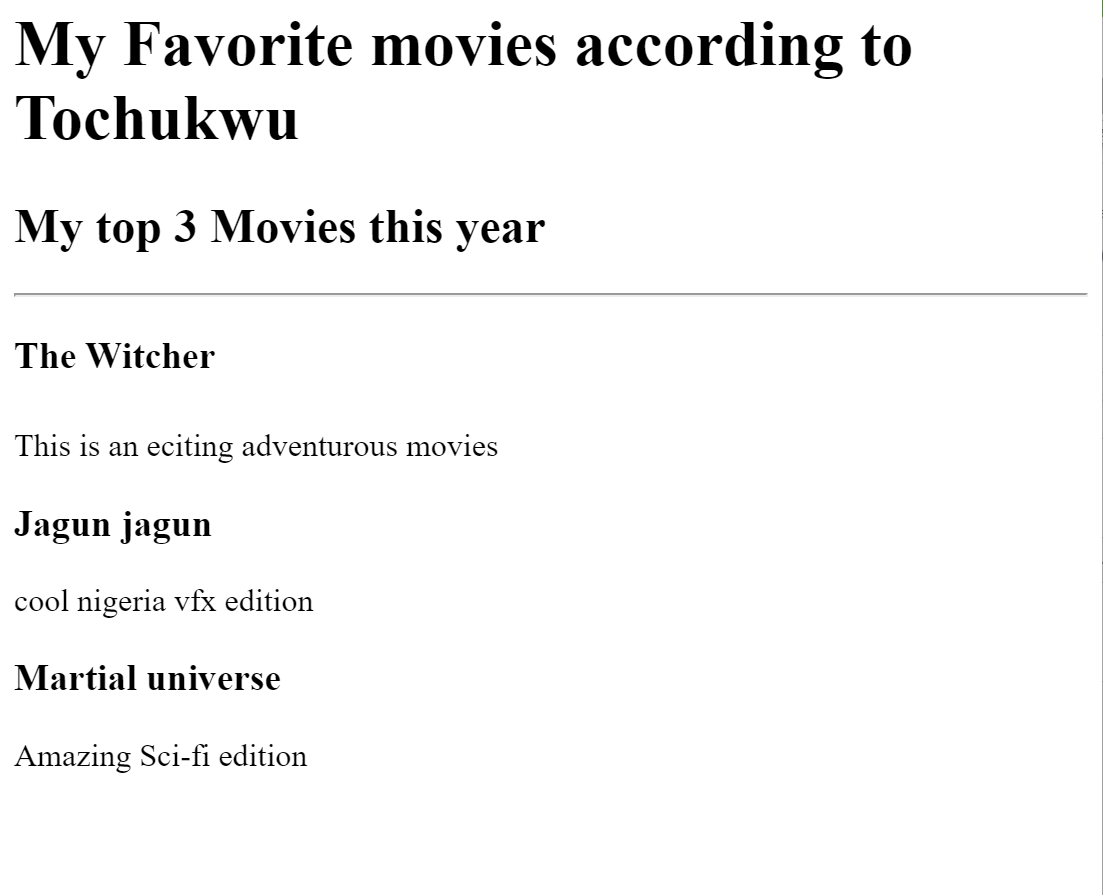 My Favorite movies according to
Tochukwu
My top 3 Movies this year
The Witcher
This is an eciting adventurous movies
Jagun jagun
cool nigeria vfx edition
Martial universe
Amazing Sci-fi edition